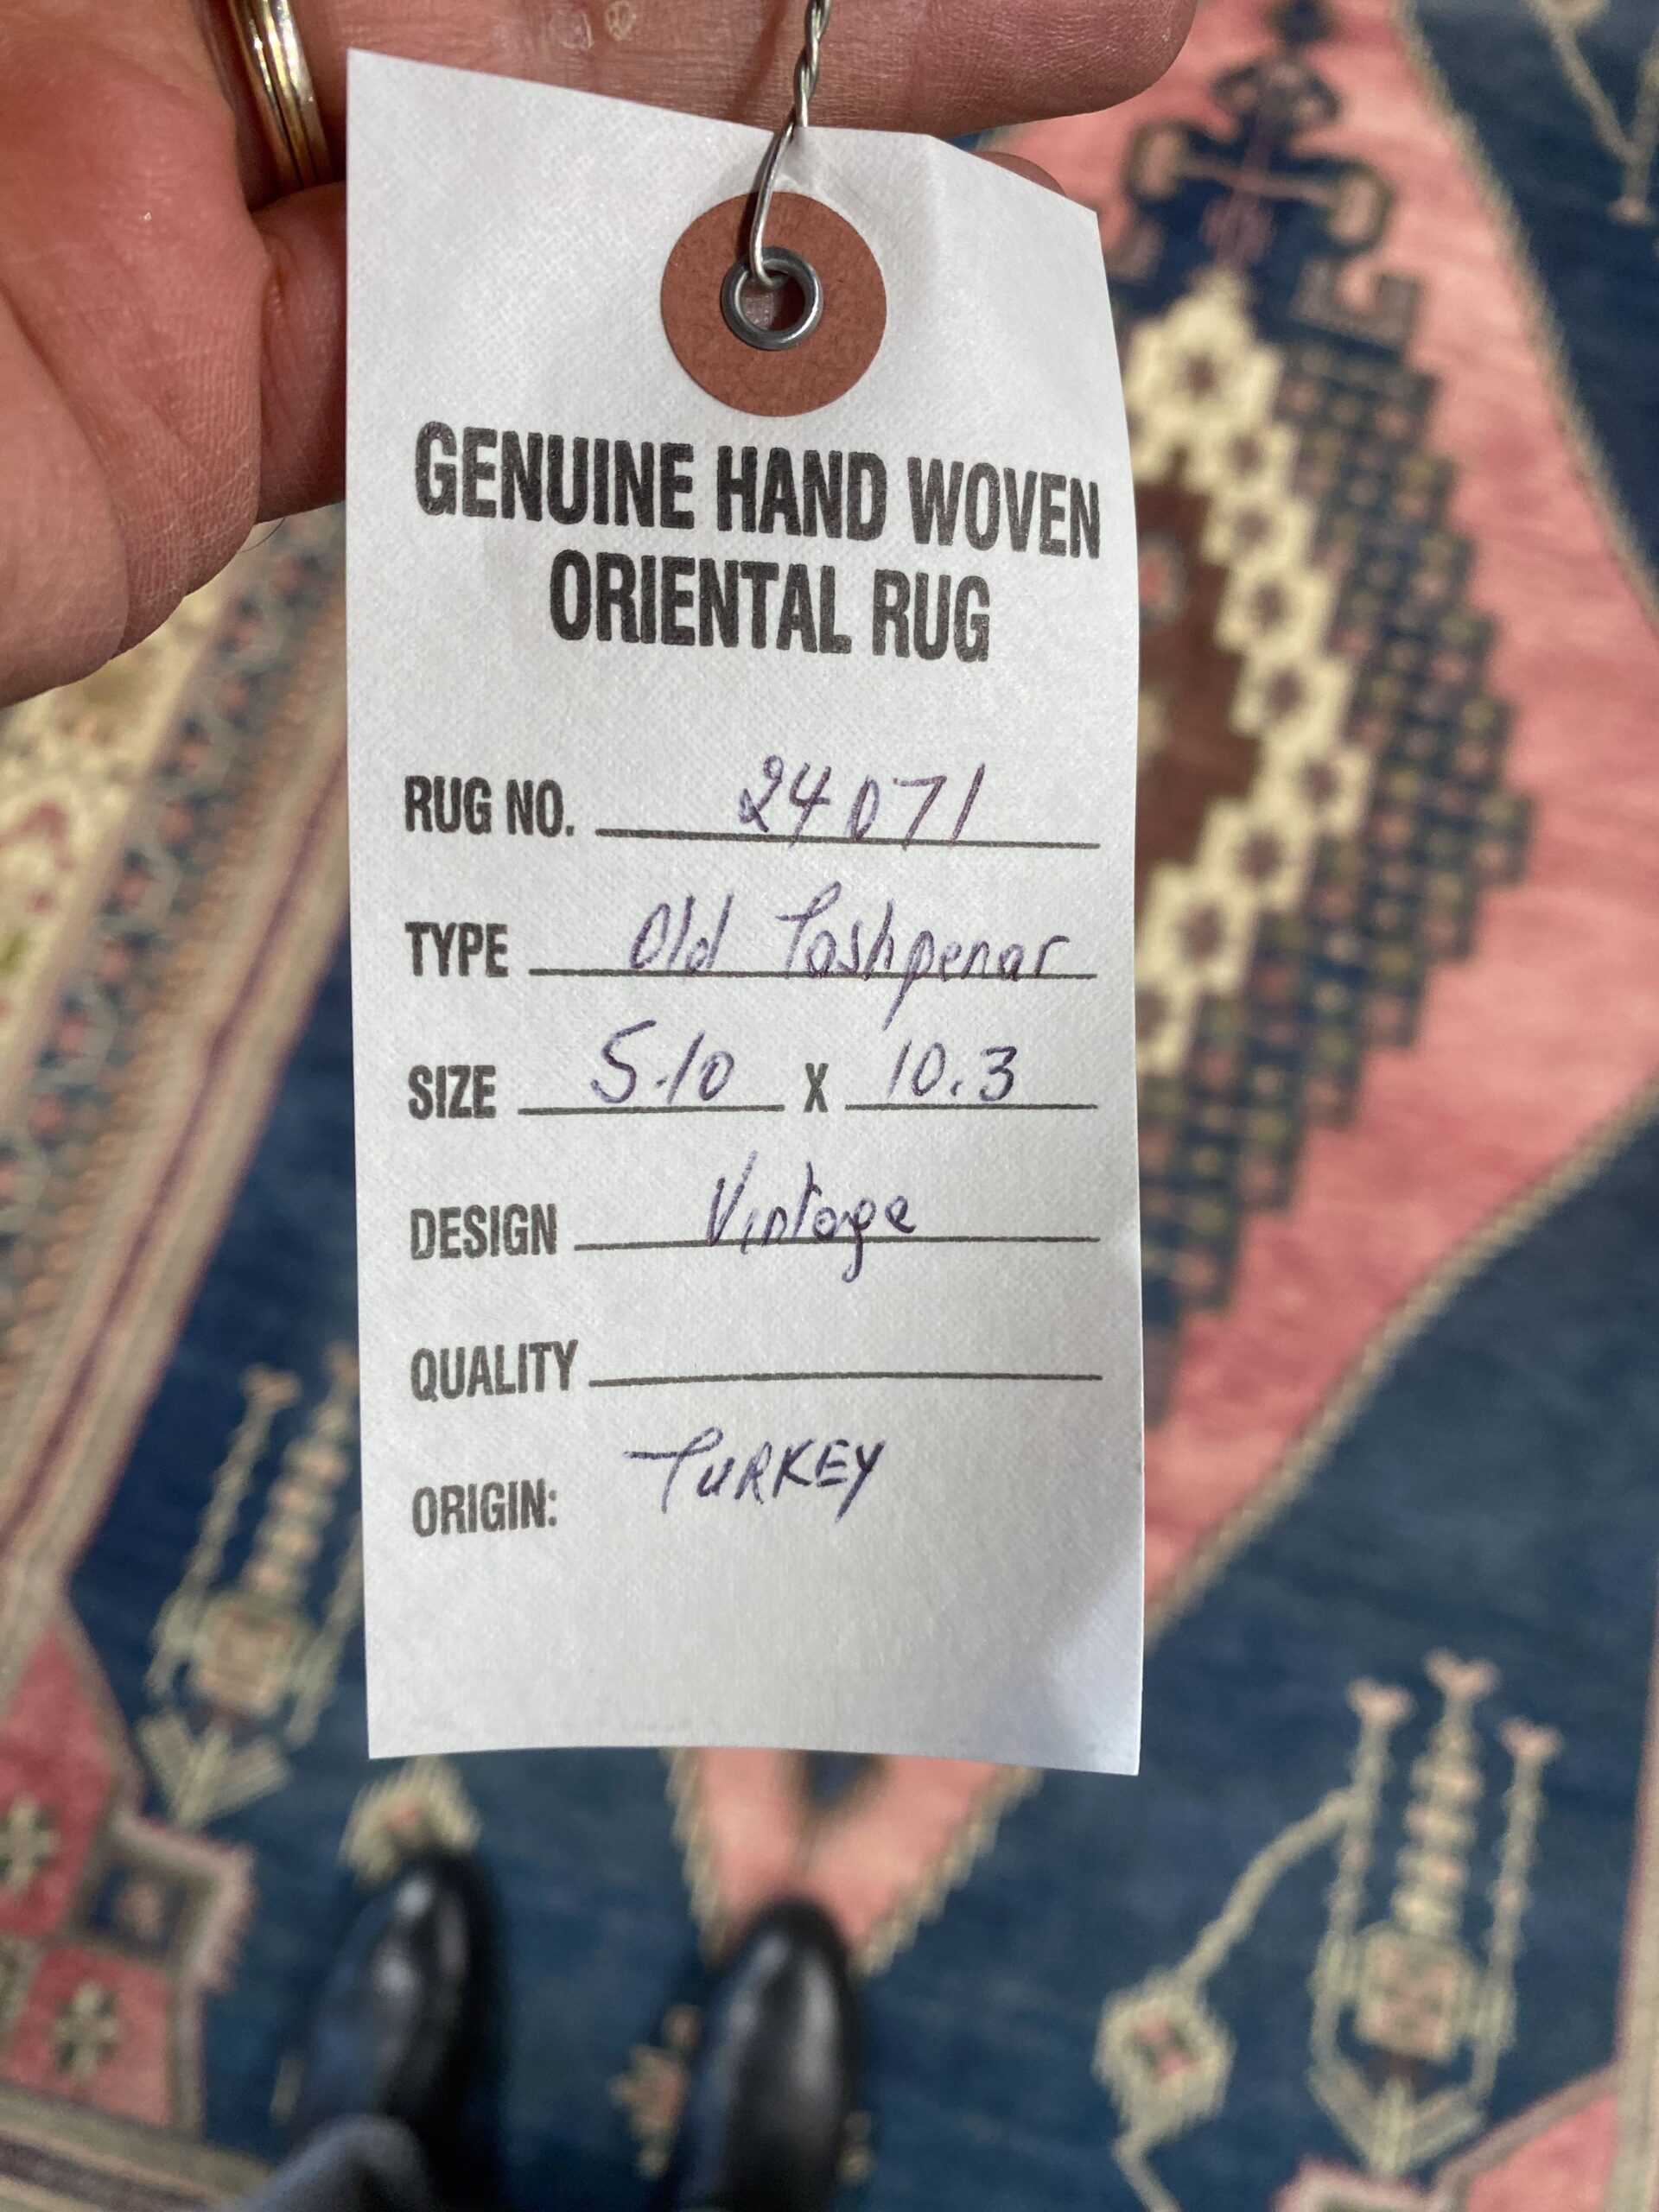 GENUINE HAND WOVEN
ORIENTAL RUG
RUG NO. 24071
TYPE Old Tashpenar
SIZE 5.10 X 10.3
DESIGN Vintage
QUALITY
ORIGIN: TURKEY